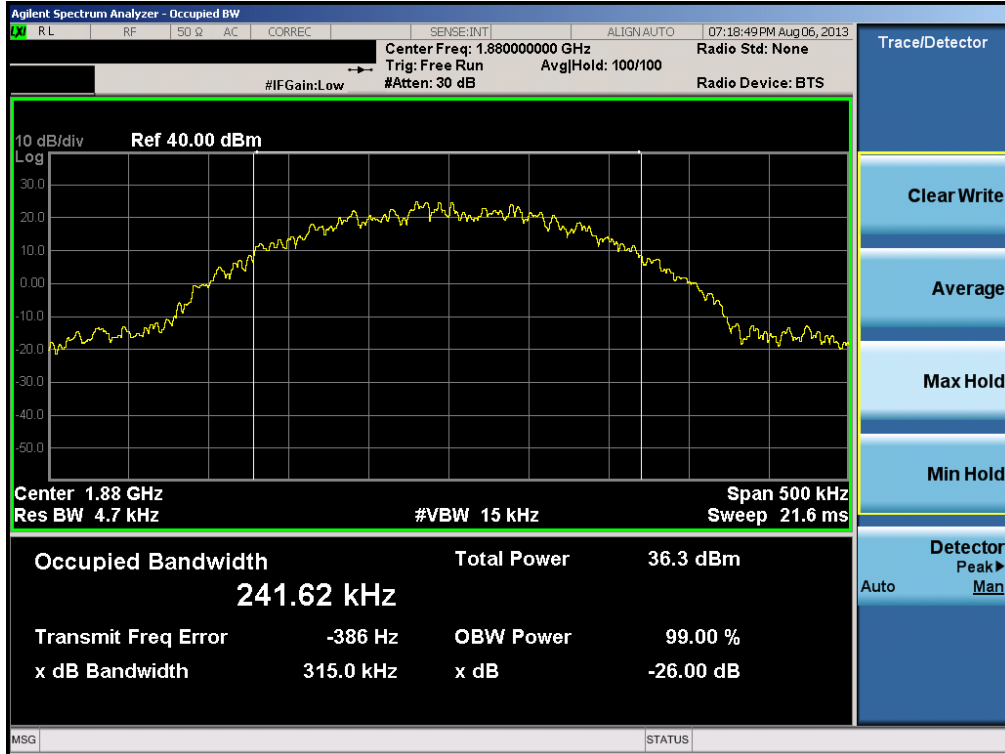 Agilent Spectrum Analyzer - Occupied BW
LXI RL RF 50 Ω AC CORREC SENSE:INT ALIGN AUTO 07:18:49 PM Aug 06, 2013
Center Freq: 1.880000000 GHz Radio Std: None
Trig: Free Run Avg|Hold: 100/100
#IFGain:Low #Atten: 30 dB Radio Device: BTS
10 dB/div Ref 40.00 dBm
Log
30.0
20.0
10.0
0.00
-10.0
-20.0
-30.0
-40.0
-50.0
Center 1.88 GHz Span 500 kHz
Res BW 4.7 kHz #VBW 15 kHz Sweep 21.6 ms
Occupied Bandwidth Total Power 36.3 dBm
241.62 kHz
Transmit Freq Error -386 Hz OBW Power 99.00 %
x dB Bandwidth 315.0 kHz x dB -26.00 dB
MSG STATUS
Trace/Detector
Clear Write
Average
Max Hold
Min Hold
Detector
Peak▶
Auto Man